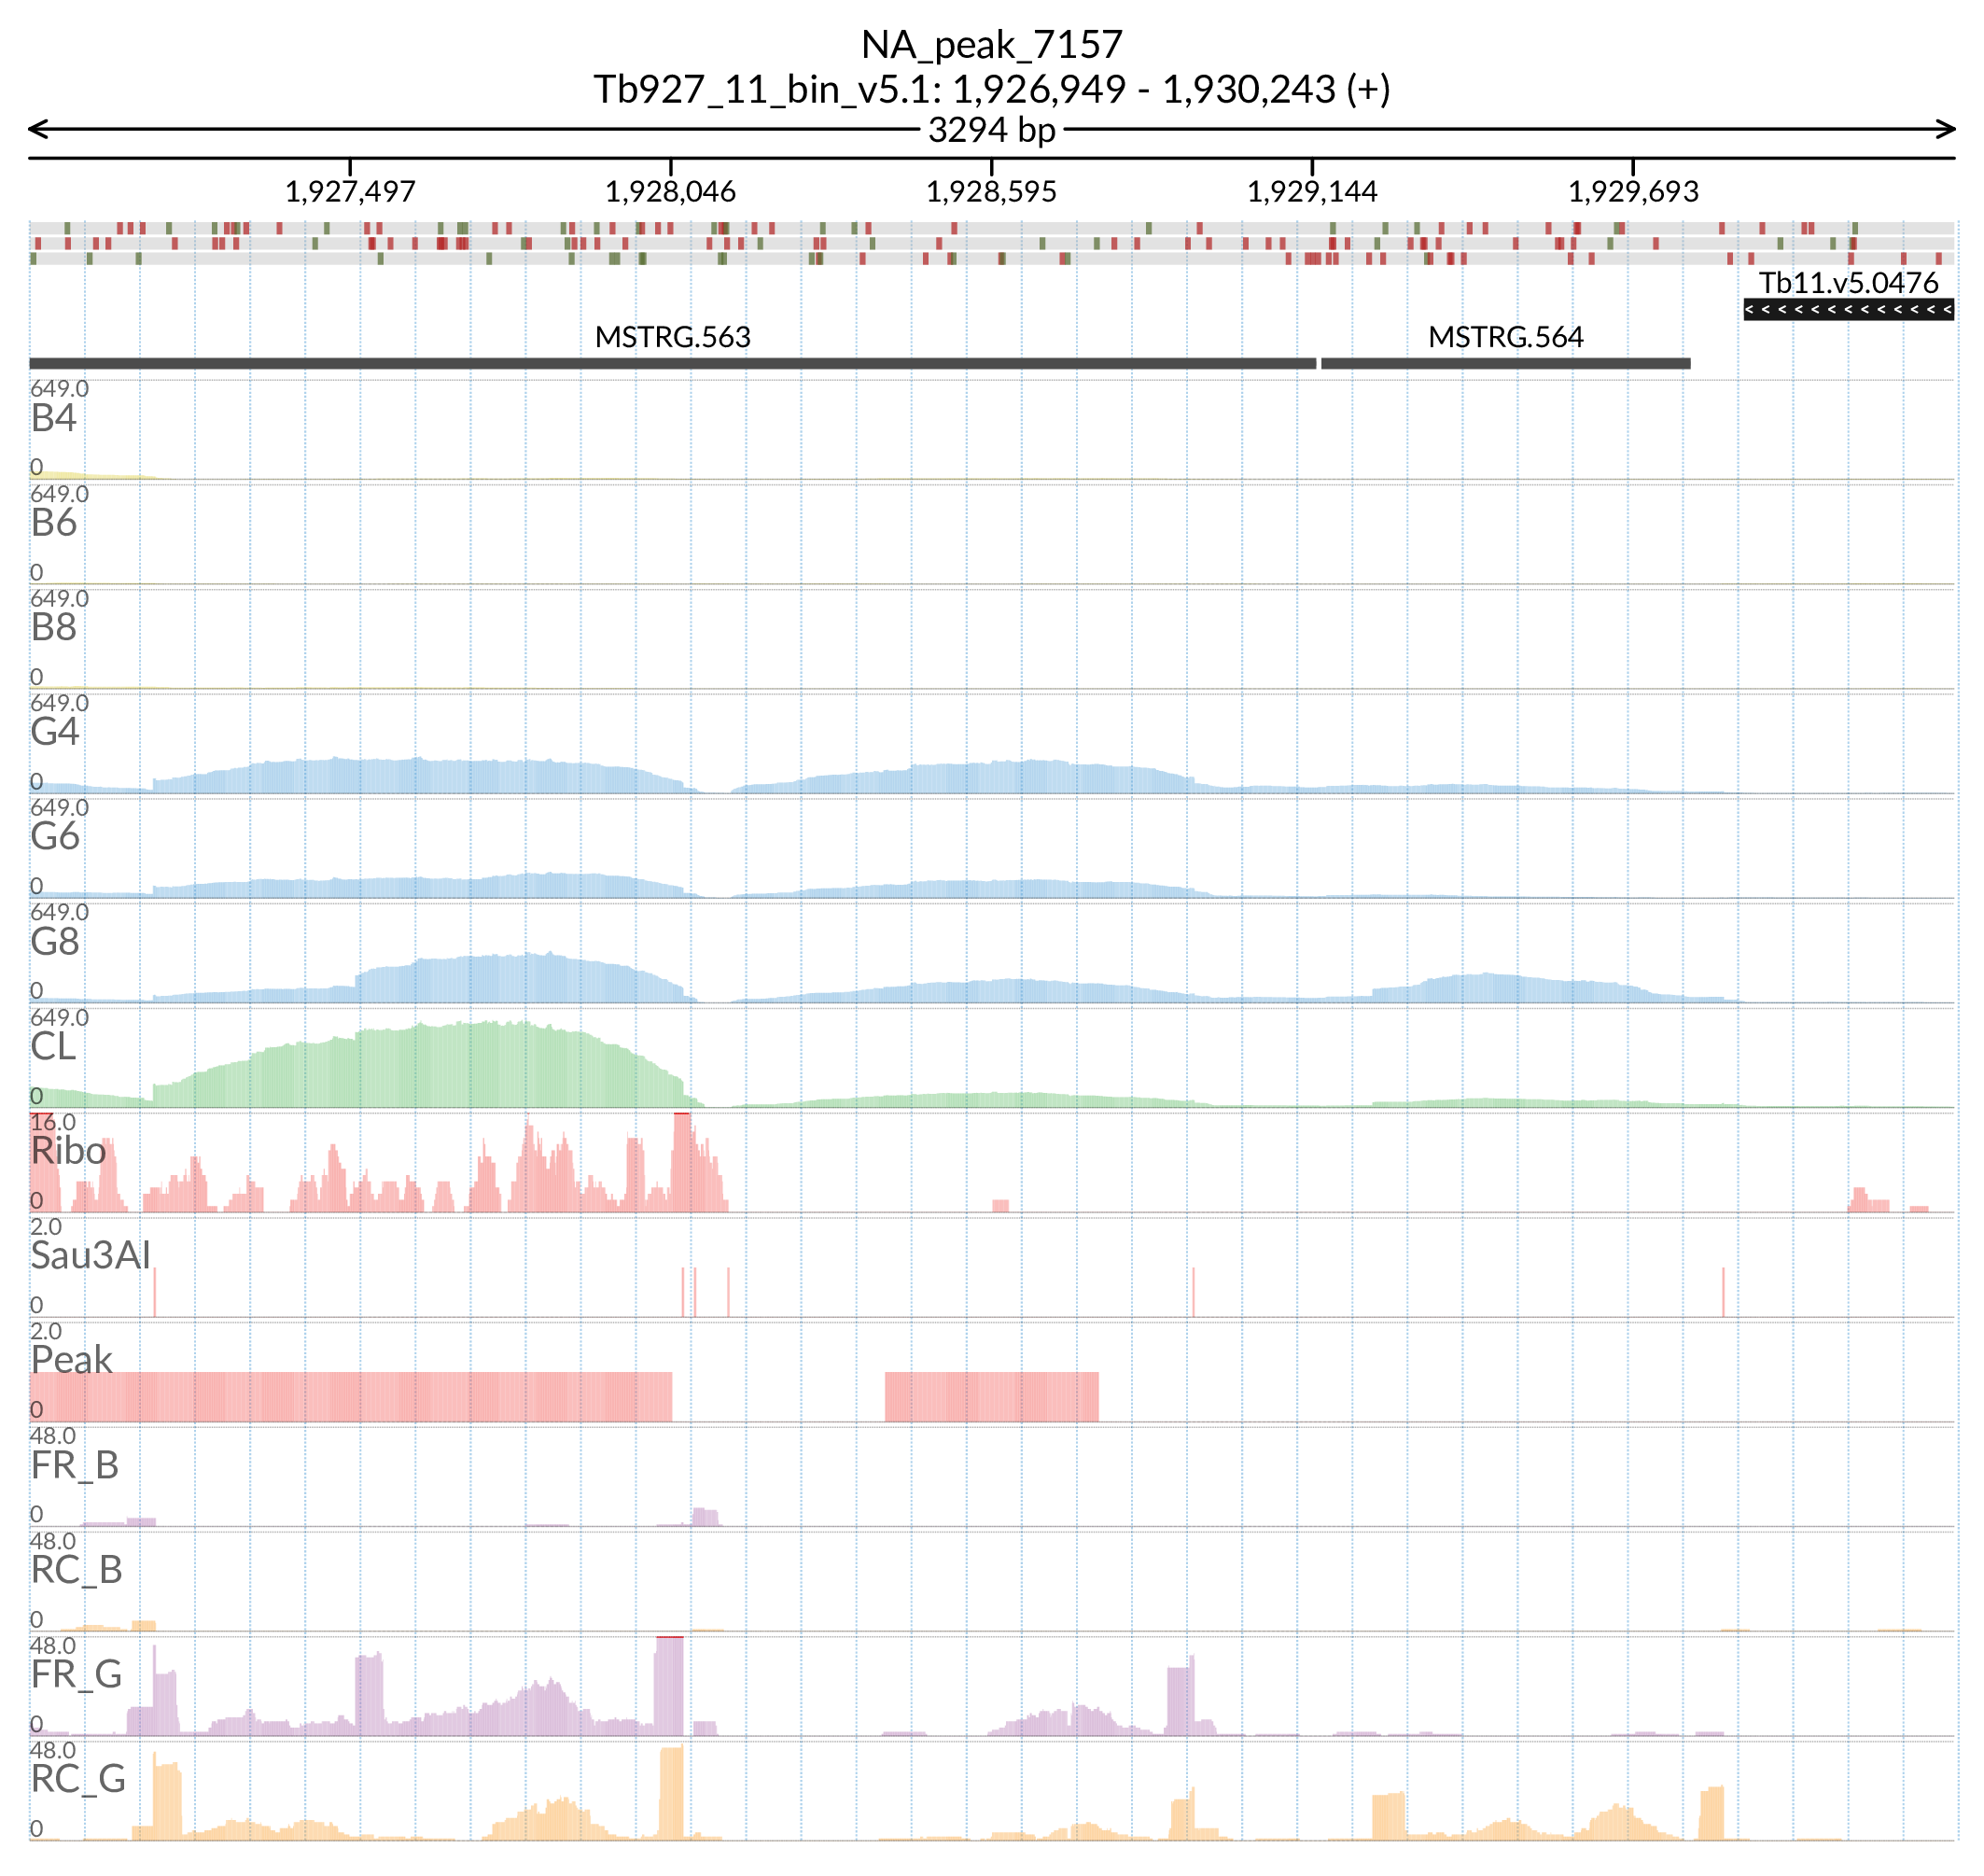 NA_peak_7157
Tb927_11_bin_v5.1: 1,926,949 - 1,930,243 (+)
3294 bp
1,927,497 1,928,046 1,928,595 1,929,144 1,929,693
Tb11.v5.0476
< < < < < < < < < < < < <
MSTRG.563 MSTRG.564
649.0
B4
0
649.0
B6
0
649.0
B8
0
649.0
G4
0
649.0
G6
0
649.0
G8
0
649.0
CL
0
16.0
Ribo
0
2.0
Sau3AI
0
2.0
Peak
0
48.0
FR_B
0
48.0
RC_B
0
48.0
FR_G
0
48.0
RC_G
0